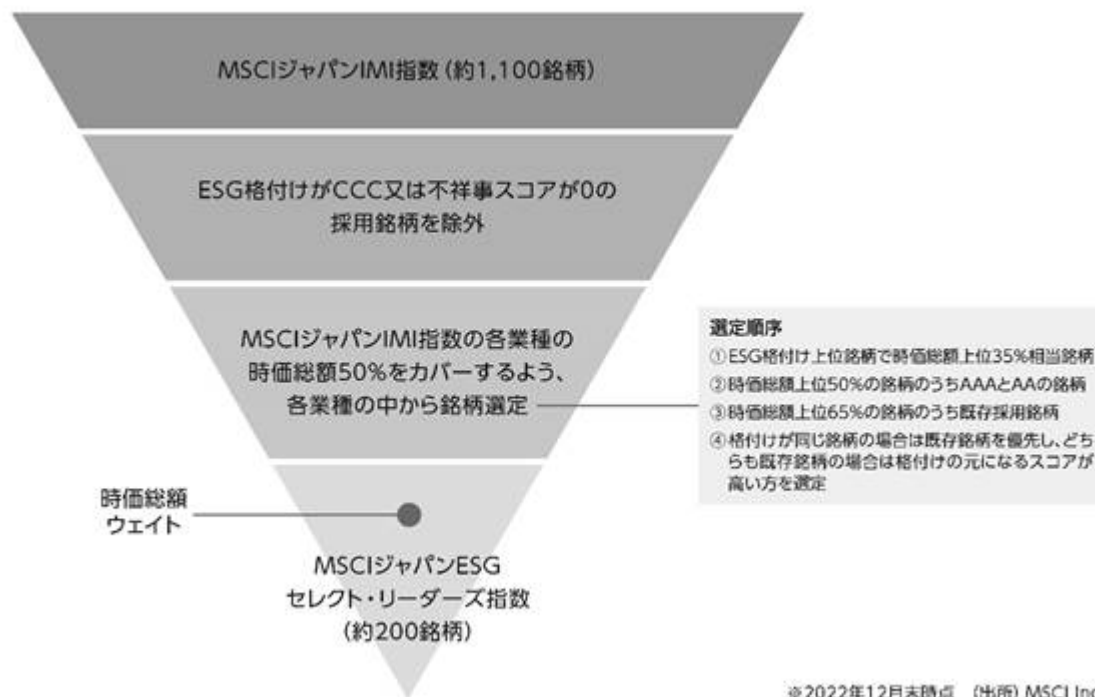 MSCIジャパンIMI指数（約1,100銘柄）
ESG格付けがCCC又は不祥事スコアが0の
採用銘柄を除外
MSCIジャパンIMI指数の各業種の
時価総額50%をカバーするよう、
各業種の中から銘柄選定
選定順序
①ESG格付け上位銘柄で時価総額上位35%相当銘柄
②時価総額上位50%の銘柄のうちAAAとAAの銘柄
③時価総額上位65%の銘柄のうち既存採用銘柄
④格付けが同じ銘柄の場合は既存銘柄を優先し、どち
らも既存銘柄の場合は格付けの元になるスコアが
高い方を選定
時価総額
ウェイト
MSCIジャパンESG
セレクト・リーダーズ指数
（約200銘柄）
※2022年12月末時点　(出所) MSCI Inc